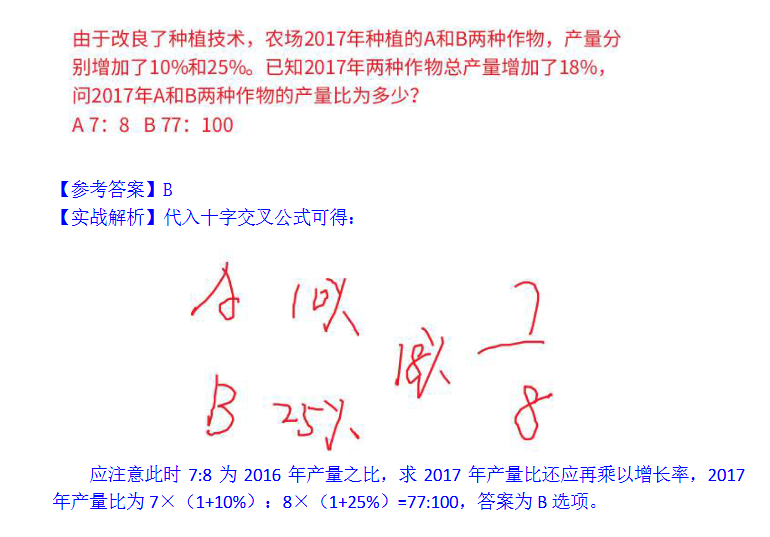 由于改良了种植技术，农场2017年种植的A和B两种作物，产量分
别增加了10%和25%。已知2017年两种作物总产量增加了18%，
问2017年A和B两种作物的产量比为多少？
A 7：8 B 77：100
【参考答案】B
【实战解析】代入十字交叉公式可得：
A 10% 7
18%
B 25% 8
应注意此时 7:8 为 2016 年产量之比，求 2017 年产量比还应再乘以增长率，2017
年产量比为 7×（1+10%）：8×（1+25%）=77:100，答案为 B 选项。